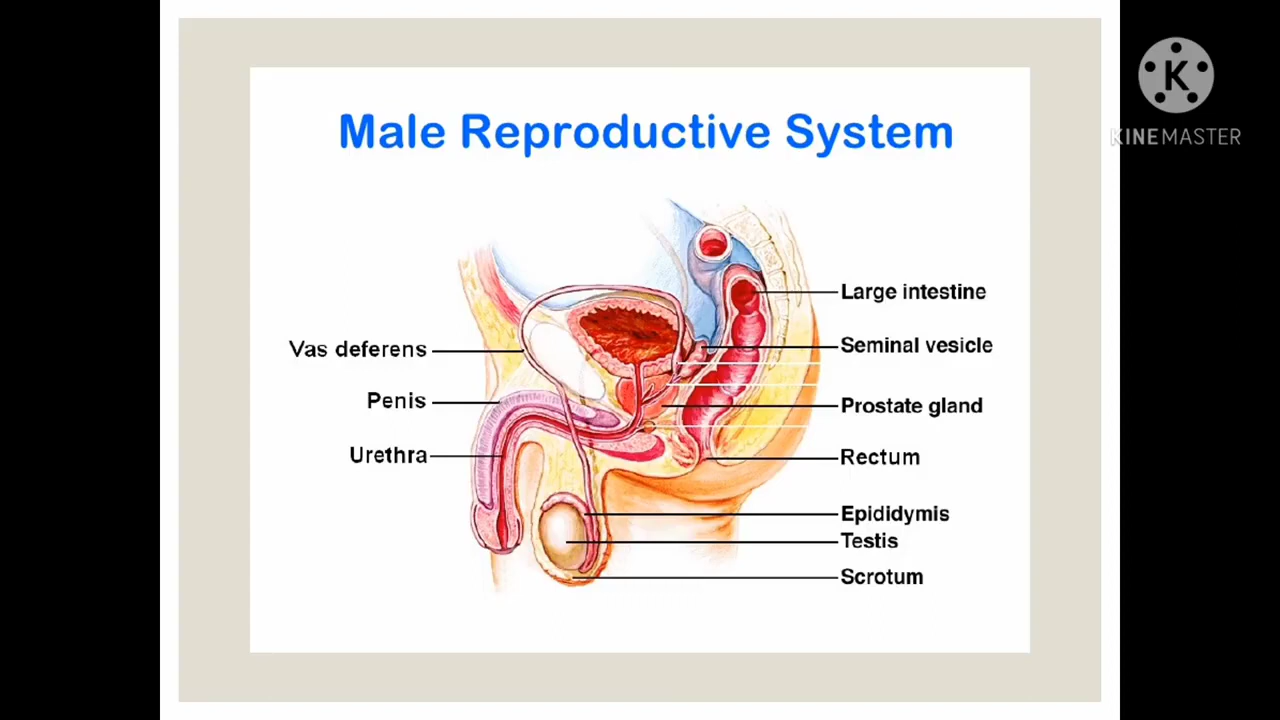 Male Reproductive System
K
KINEMASTER
Large intestine
Vas deferens
Seminal vesicle
Penis
Prostate gland
Urethra
Rectum
Epididymis
Testis
Scrotum